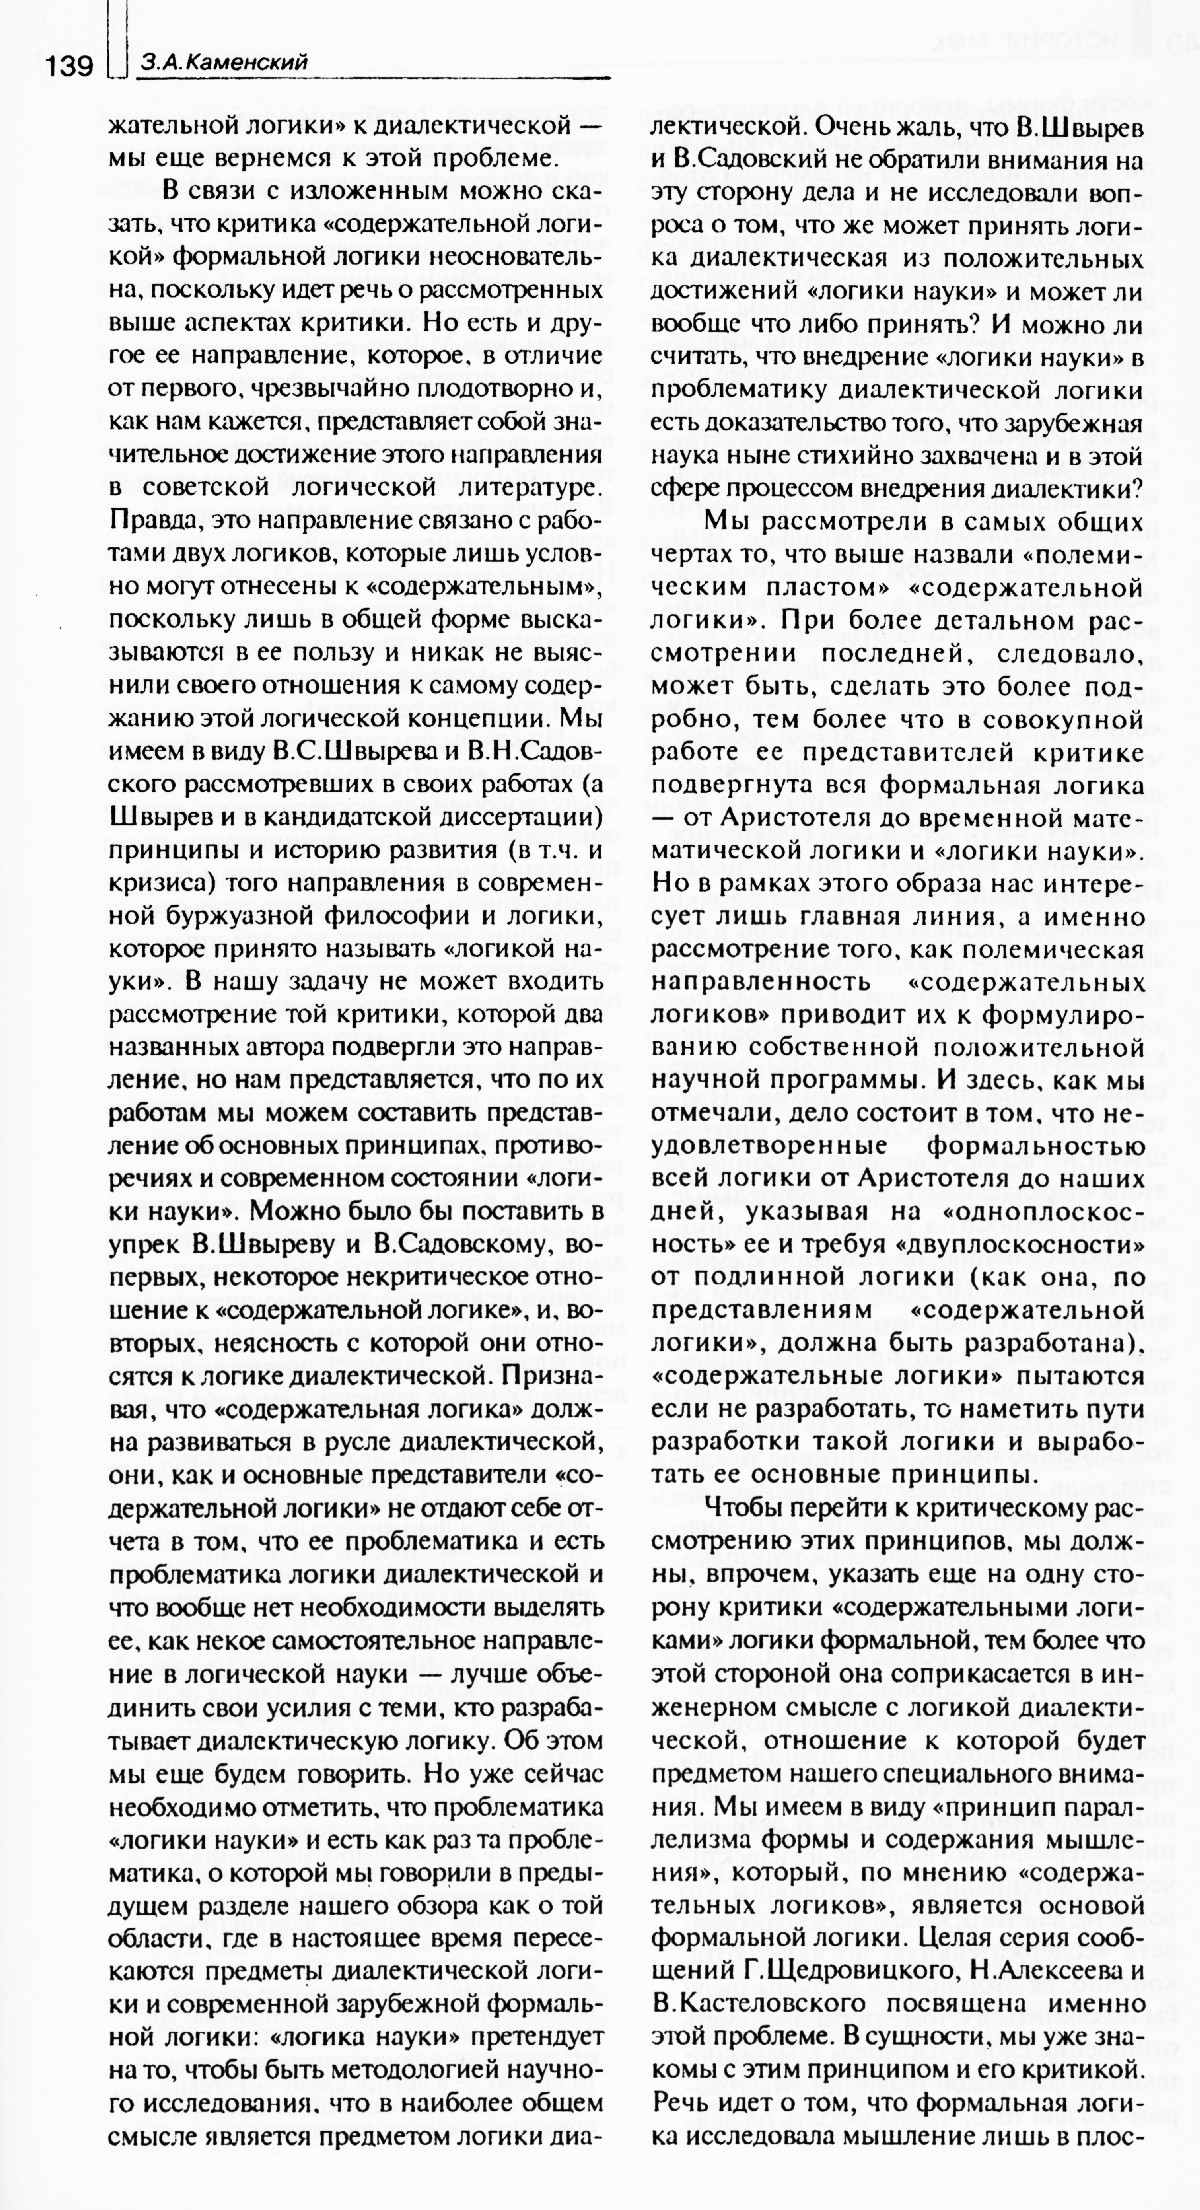 139
З.А.Каменский
жательной логики» к диалектической —
мы еще вернемся к этой проблеме.
В связи с изложенным можно ска-
зать, что критика «содержательной логи-
кой» формальной логики неосновatель-
на, поскольку идет речь о рассмотренных
выше аспектах критики. Но есть и дру-
гое ее направление, которое, в отличие
от первого, чрезвычайно плодотворно и,
как нам кажется, представляет собой зна-
чительное достижение этого направления
в советской логической литературе.
Правда, это направление связано с рабо-
тами двух логиков, которые лишь услов-
но могут отнесены к «содержательным»,
поскольку лишь в общей форме выска-
зываются в ее пользу и никак не выяс-
нили своего отношения к самому содер-
жанию этой логической концепции. Мы
имеем в виду В.С.Швырева и В.Н.Садов-
ского рассмотревших в своих работах (а
Швырев и в кандидатской диссертации)
принципы и историю развития (в т.ч. и
кризиса) того направления в современ-
ной буржуазной философии и логики,
которое принято называть «логикой на-
уки». В нашу задачу не может входить
рассмотрение той критики, которой два
названных автора подвергли это направ-
ление, но нам представляется, что по их
работам мы можем составить представ-
ление об основных принципах, противо-
речиях и современном состоянии «логи-
ки науки». Можно было бы поставить в
упрек В.Швыреву и В.Садовскому, во-
первых, некоторое некритическое отно-
шение к «содержательной логике», и, во-
вторых, неясность с которой они отно-
сятся к логике диалектической. Призна-
вая, что «содержательная логика» долж-
на развиваться в русле диалектической,
они, как и основные представители «со-
держательной логики» не отдают себе от-
чета в том, что ее проблематика и есть
проблематика логики диалектической и
что вообще нет необходимости выделять
ее, как некое самостоятельное направле-
ние в логической науки — лучше объе-
динить свои усилия с теми, кто разраба-
тывает диалектическую логику. Об этом
мы еще будем говорить. Но уже сейчас
необходимо отметить, что проблематика
«логики науки» и есть как раз та пробле-
матика, о которой мы говорили в преды-
дущем разделе нашего обзора как о той
области, где в настоящее время пересе-
каются предметы диалектической логи-
ки и современной зарубежной формаль-
ной логики: «логика науки» претендует
на то, чтобы быть методологией научно-
го исследования, что в наиболее общем
смысле является предметом логики диа-
лектической. Очень жаль, что В.Швырев
и В.Садовский не обратили внимания на
эту сторону дела и не исследовали воп-
роса о том, что же может принять логи-
ка диалектическая из положительных
достижений «логики науки» и может ли
вообще что либо принять? И можно ли
считать, что внедрение «логики науки» в
проблематику диалектической логики
есть доказательство того, что зарубежная
наука ныне стихийно захвачена и в этой
сфере процессом внедрения диалектики?
Мы рассмотрели в самых общих
чертах то, что выше назвали «полеми-
ческим пластом» «содержательной
логики». При более детальном рас-
смотрении последней, следовало,
может быть, сделать это более под-
робно, тем более что в совокупной
работе ее представителей критике
подвергнута вся формальная логика
— от Аристотеля до временной мате-
матической логики и «логики науки».
Но в рамках этого образа нас интере-
сует лишь главная линия, а именно
рассмотрение того, как полемическая
направленность «содержательных
логиков» приводит их к формулиро-
ванию собственной положительной
научной программы. И здесь, как мы
отмечали, дело состоит в том, что не-
удовлетворенные формальностью
всей логики от Аристотеля до наших
дней, указывая на «одноплоскос-
ность» ее и требуя «двуплоскосности»
от подлинной логики (как она, по
представлениям «содержательной
логики», должна быть разработана),
«содержательные логики» пытаются
если не разработать, то наметить пути
разработки такой логики и вырабо-
тать ее основные принципы.
Чтобы перейти к критическому рас-
смотрению этих принципов, мы долж-
ны, впрочем, указать еще на одну сто-
рону критики «содержательными логи-
ками» логики формальной, тем более что
этой стороной она соприкасается в ин-
женерном смысле с логикой диалекти-
ческой, отношение к которой будет
предметом нашего специального внима-
ния. Мы имеем в виду «принцип парал-
лелизма формы и содержания мышле-
ния», который, по мнению «содержа-
тельных логиков», является основой
формальной логики. Целая серия сооб-
щений Г.Щедровицкого, Н.Алексеева и
В.Кастеловского посвящена именно
этой проблеме. В сущности, мы уже зна-
комы с этим принципом и его критикой.
Речь идет о том, что формальная логи-
ка исследовала мышление лишь в плос-